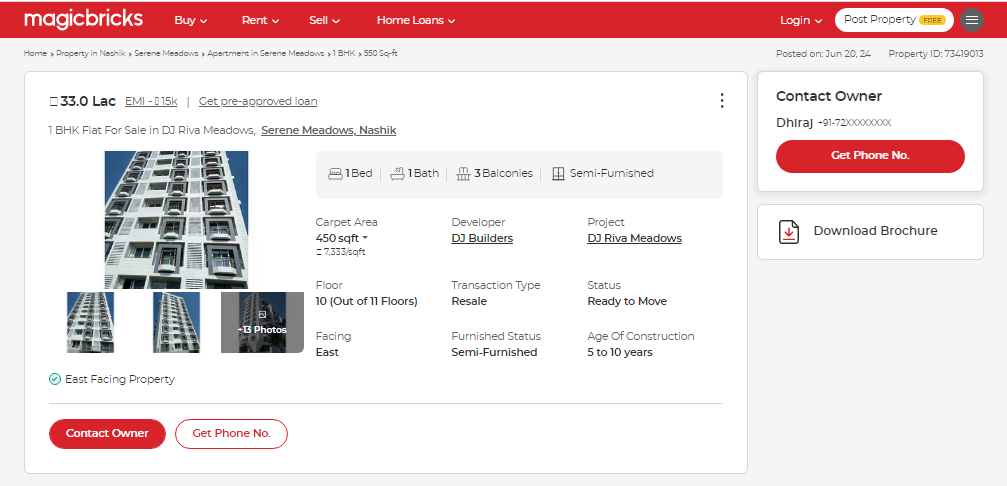 magicbricks Buy Rent Sell Home Loans Login Post Property FREE
Home > Property in Nashik > Serene Meadows > Apartment in Serene Meadows > 1 BHK > 550 Sq-ft
Posted on: Jun 20, 24 Property ID: 73419013
33.0 Lac EMI - 15k | Get pre-approved loan
1 BHK Flat For Sale in DJ Riva Meadows, Serene Meadows, Nashik
1 Bed 1 Bath 3 Balconies Semi-Furnished
Carpet Area Developer Project
450 sqft DJ Builders DJ Riva Meadows
7,333/sqft
Floor Transaction Type Status
10 (Out of 11 Floors) Resale Ready to Move
+13 Photos
Facing Furnished Status Age Of Construction
East Semi-Furnished 5 to 10 years
East Facing Property
Contact Owner Get Phone No.
Contact Owner
Dhiraj +91-72XXXXXXXX
Get Phone No.
Download Brochure